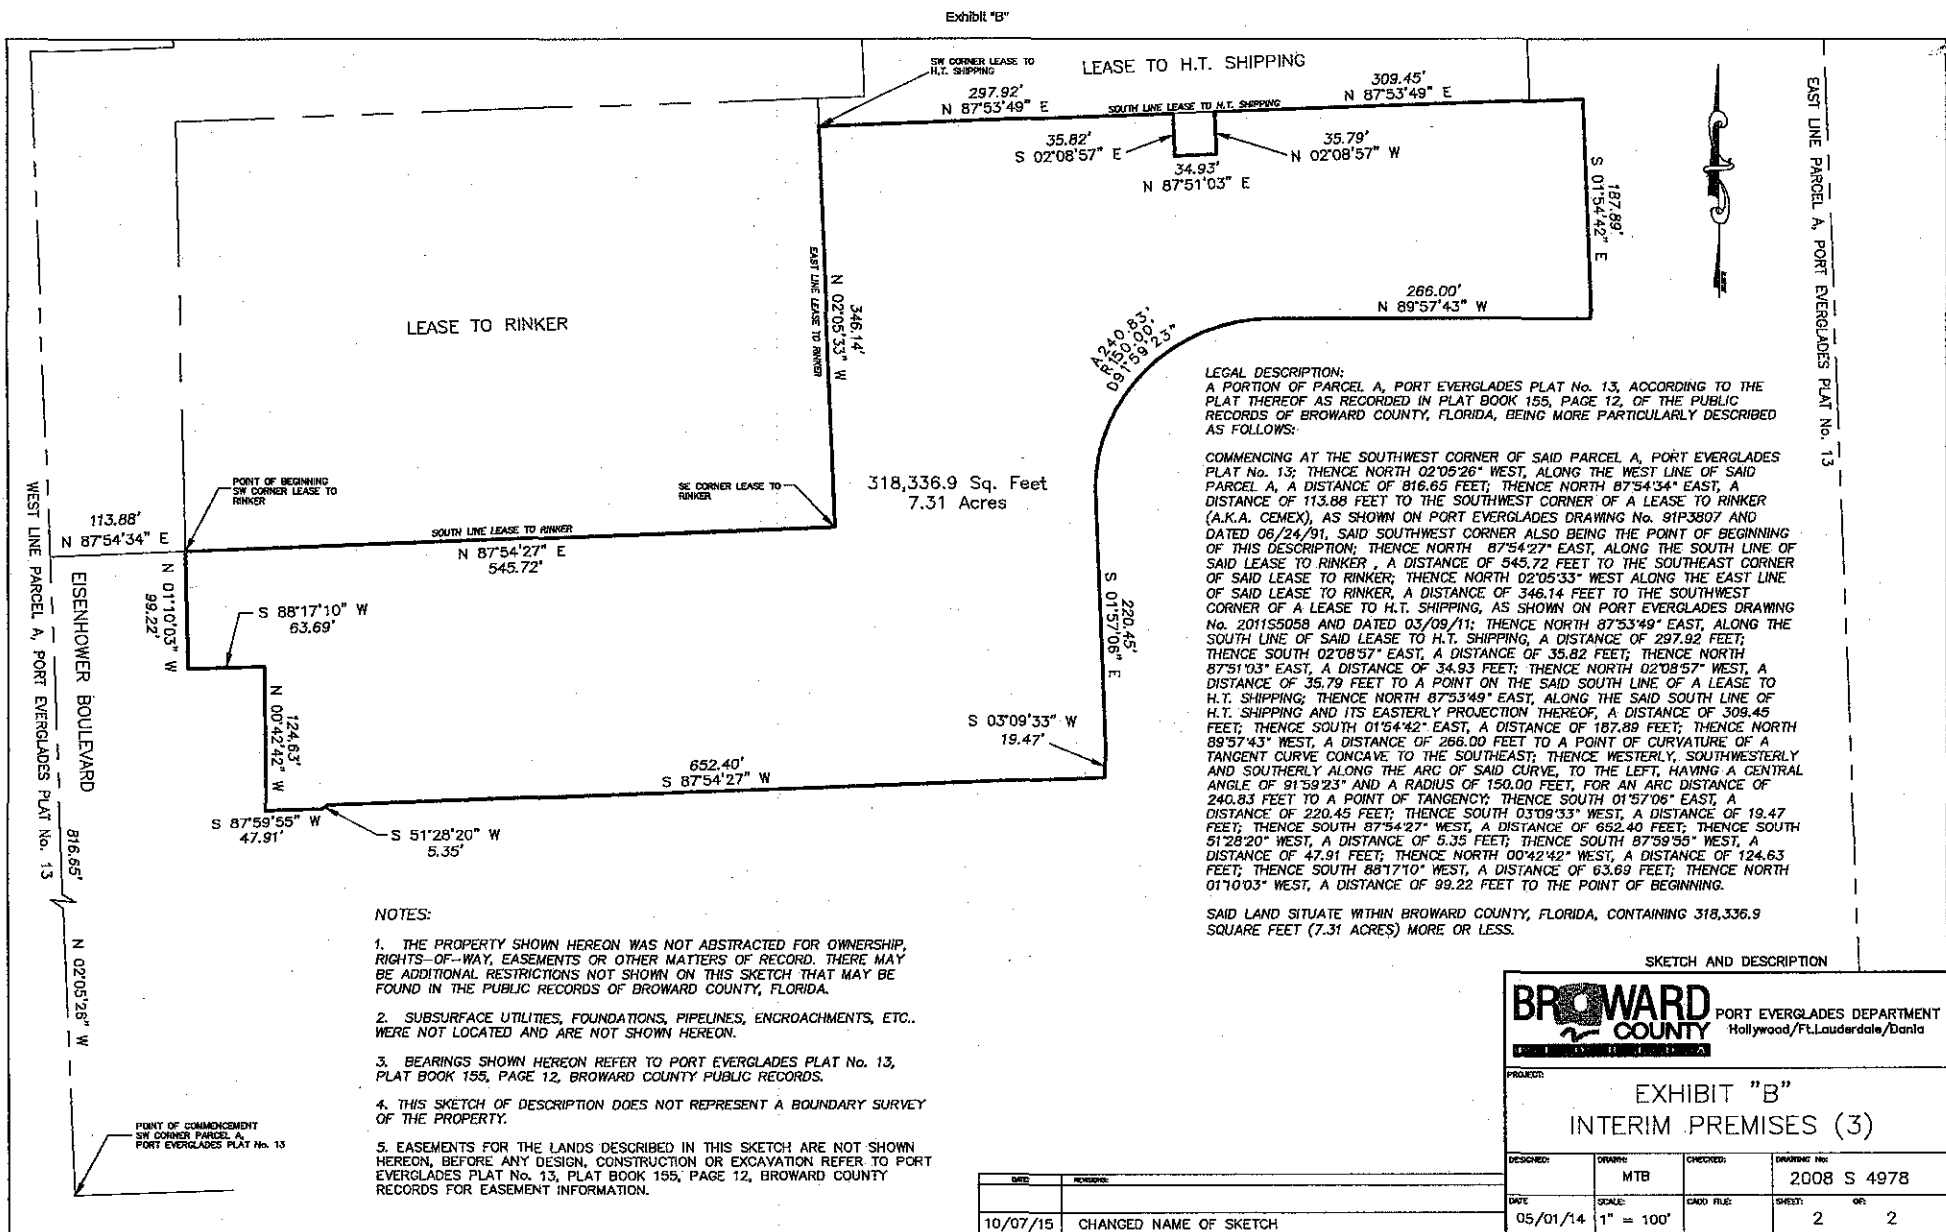 Exhibit "B"
SW CORNER LEASE TO
H.T. SHIPPING
LEASE TO H.T. SHIPPING
297.92'
N 87°53'49" E
SOUTH LINE LEASE TO H.T. SHIPPING
309.45'
N 87°53'49" E
35.82'
S 02°08'57" E
34.93'
N 87°51'03" E
35.79'
N 02°08'57" W
187.89'
S 01°54'42" E
EAST LINE PARCEL A, PORT EVERGLADES PLAT No. 13
LEASE TO RINKER
EAST LINE LEASE TO RINKER
346.14'
N 02°05'33" W
266.00'
N 89°57'43" W
A240.83'
R150.00'
D91°59'23"
318,336.9 Sq. Feet
7.31 Acres
POINT OF BEGINNING
SW CORNER LEASE TO
RINKER
SE CORNER LEASE TO
RINKER
113.88'
N 87°54'34" E
SOUTH LINE LEASE TO RINKER
N 87°54'27" E
545.72'
WEST LINE PARCEL A, PORT EVERGLADES PLAT No. 13
EISENHOWER BOULEVARD
N 01°10'03" W
99.22'
S 88°17'10" W
63.69'
124.63'
N 00°42'42" W
220.45'
S 01°57'06" E
S 03°09'33" W
19.47'
652.40'
S 87°54'27" W
S 87°59'55" W
47.91'
S 51°28'20" W
5.35'
816.65'
N 02°05'26" W
POINT OF COMMENCEMENT
SW CORNER PARCEL A,
PORT EVERGLADES PLAT No. 13
LEGAL DESCRIPTION:
A PORTION OF PARCEL A, PORT EVERGLADES PLAT No. 13, ACCORDING TO THE
PLAT THEREOF AS RECORDED IN PLAT BOOK 155, PAGE 12, OF THE PUBLIC
RECORDS OF BROWARD COUNTY, FLORIDA, BEING MORE PARTICULARLY DESCRIBED
AS FOLLOWS:
COMMENCING AT THE SOUTHWEST CORNER OF SAID PARCEL A, PORT EVERGLADES
PLAT No. 13; THENCE NORTH 02°05'26" WEST, ALONG THE WEST LINE OF SAID
PARCEL A, A DISTANCE OF 816.65 FEET; THENCE NORTH 87°54'34" EAST, A
DISTANCE OF 113.88 FEET TO THE SOUTHWEST CORNER OF A LEASE TO RINKER
(A.K.A. CEMEX), AS SHOWN ON PORT EVERGLADES DRAWING No. 91P3807 AND
DATED 06/24/91, SAID SOUTHWEST CORNER ALSO BEING THE POINT OF BEGINNING
OF THIS DESCRIPTION; THENCE NORTH 87°54'27" EAST, ALONG THE SOUTH LINE OF
SAID LEASE TO RINKER , A DISTANCE OF 545.72 FEET TO THE SOUTHEAST CORNER
OF SAID LEASE TO RINKER; THENCE NORTH 02°05'33" WEST ALONG THE EAST LINE
OF SAID LEASE TO RINKER, A DISTANCE OF 346.14 FEET TO THE SOUTHWEST
CORNER OF A LEASE TO H.T. SHIPPING, AS SHOWN ON PORT EVERGLADES DRAWING
No. 2011S5058 AND DATED 03/09/11; THENCE NORTH 87°53'49" EAST, ALONG THE
SOUTH LINE OF SAID LEASE TO H.T. SHIPPING, A DISTANCE OF 297.92 FEET;
THENCE SOUTH 02°08'57" EAST, A DISTANCE OF 35.82 FEET; THENCE NORTH
87°51'03" EAST, A DISTANCE OF 34.93 FEET; THENCE NORTH 02°08'57" WEST, A
DISTANCE OF 35.79 FEET TO A POINT ON THE SAID SOUTH LINE OF A LEASE TO
H.T. SHIPPING; THENCE NORTH 87°53'49" EAST, ALONG THE SAID SOUTH LINE OF
H.T. SHIPPING AND ITS EASTERLY PROJECTION THEREOF, A DISTANCE OF 309.45
FEET; THENCE SOUTH 01°54'42" EAST, A DISTANCE OF 187.89 FEET; THENCE NORTH
89°57'43" WEST, A DISTANCE OF 266.00 FEET TO A POINT OF CURVATURE OF A
TANGENT CURVE CONCAVE TO THE SOUTHEAST; THENCE WESTERLY, SOUTHWESTERLY
AND SOUTHERLY ALONG THE ARC OF SAID CURVE, TO THE LEFT, HAVING A CENTRAL
ANGLE OF 91°59'23" AND A RADIUS OF 150.00 FEET, FOR AN ARC DISTANCE OF
240.83 FEET TO A POINT OF TANGENCY; THENCE SOUTH 01°57'06" EAST, A
DISTANCE OF 220.45 FEET; THENCE SOUTH 03°09'33" WEST, A DISTANCE OF 19.47
FEET; THENCE SOUTH 87°54'27" WEST, A DISTANCE OF 652.40 FEET; THENCE SOUTH
51°28'20" WEST, A DISTANCE OF 5.35 FEET; THENCE SOUTH 87°59'55" WEST, A
DISTANCE OF 47.91 FEET; THENCE NORTH 00°42'42" WEST, A DISTANCE OF 124.63
FEET; THENCE SOUTH 88°17'10" WEST, A DISTANCE OF 63.69 FEET; THENCE NORTH
01°10'03" WEST, A DISTANCE OF 99.22 FEET TO THE POINT OF BEGINNING.
SAID LAND SITUATE WITHIN BROWARD COUNTY, FLORIDA, CONTAINING 318,336.9
SQUARE FEET (7.31 ACRES) MORE OR LESS.
NOTES:
1. THE PROPERTY SHOWN HEREON WAS NOT ABSTRACTED FOR OWNERSHIP,
RIGHTS-OF-WAY, EASEMENTS OR OTHER MATTERS OF RECORD. THERE MAY
BE ADDITIONAL RESTRICTIONS NOT SHOWN ON THIS SKETCH THAT MAY BE
FOUND IN THE PUBLIC RECORDS OF BROWARD COUNTY, FLORIDA.
2. SUBSURFACE UTILITIES, FOUNDATIONS, PIPELINES, ENCROACHMENTS, ETC..
WERE NOT LOCATED AND ARE NOT SHOWN HEREON.
3. BEARINGS SHOWN HEREON REFER TO PORT EVERGLADES PLAT No. 13,
PLAT BOOK 155, PAGE 12, BROWARD COUNTY PUBLIC RECORDS.
4. THIS SKETCH OF DESCRIPTION DOES NOT REPRESENT A BOUNDARY SURVEY
OF THE PROPERTY.
5. EASEMENTS FOR THE LANDS DESCRIBED IN THIS SKETCH ARE NOT SHOWN
HEREON, BEFORE ANY DESIGN, CONSTRUCTION OR EXCAVATION REFER TO PORT
EVERGLADES PLAT No. 13, PLAT BOOK 155, PAGE 12, BROWARD COUNTY
RECORDS FOR EASEMENT INFORMATION.
SKETCH AND DESCRIPTION
BROWARD
COUNTY
FLORIDA
PORT EVERGLADES DEPARTMENT
Hollywood/Ft.Lauderdale/Dania
PROJECT:
EXHIBIT "B"
INTERIM PREMISES (3)
DESIGNED:
DRAWN:
MTB
CHECKED:
DRAWING No:
2008 S 4978
DATE
05/01/14
SCALE:
1" = 100'
CADD FILE:
SHEET: OF:
2 2
DATE: REVISIONS:
10/07/15 CHANGED NAME OF SKETCH